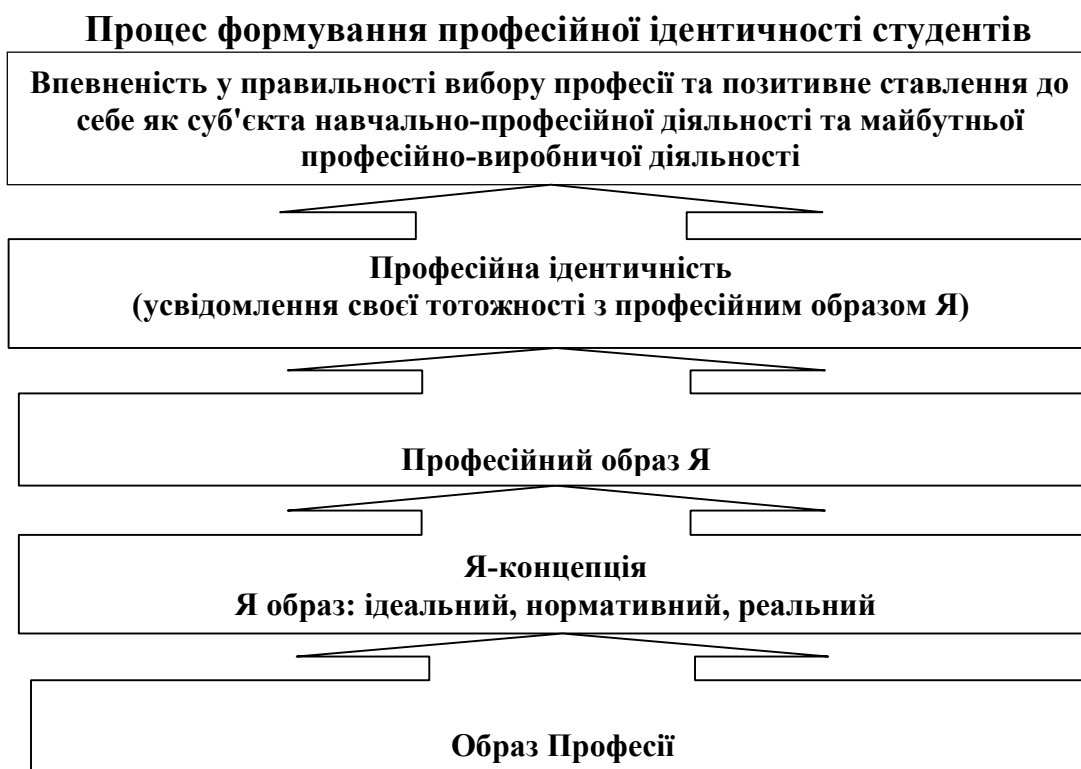 Процес формування професійної ідентичності студентів
Впевненість у правильності вибору професії та позитивне ставлення до
себе як суб'єкта навчально-професійної діяльності та майбутньої
професійно-виробничої діяльності
Професійна ідентичність
(усвідомлення своєї тотожності з професійним образом Я)
Професійний образ Я
Я-концепція
Я образ: ідеальний, нормативний, реальний
Образ Професії